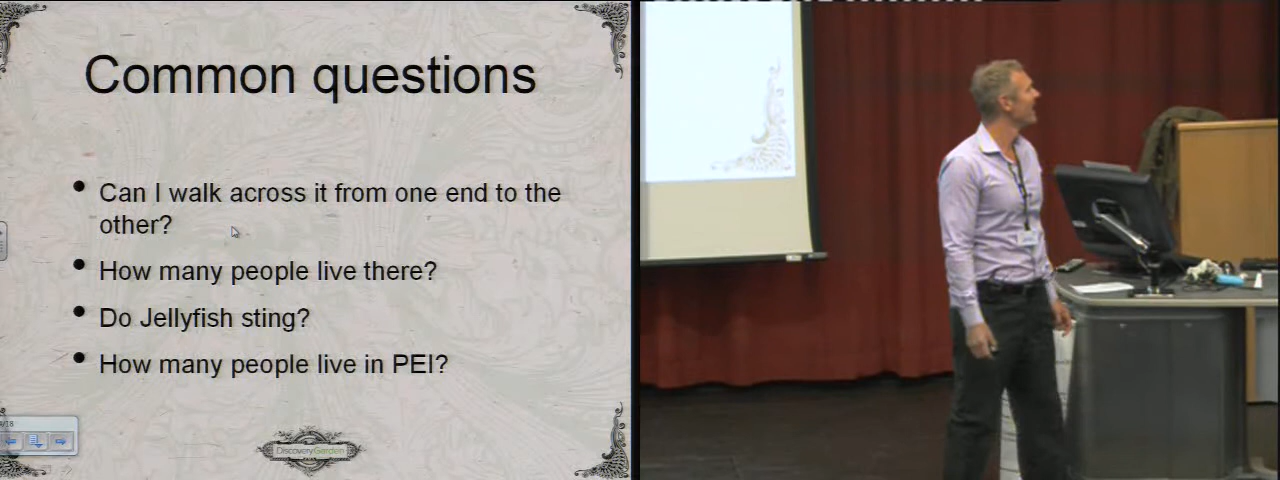 Common questions
• Can I walk across it from one end to the
other?
• How many people live there?
• Do Jellyfish sting?
• How many people live in PEI?
DiscoveryGarden